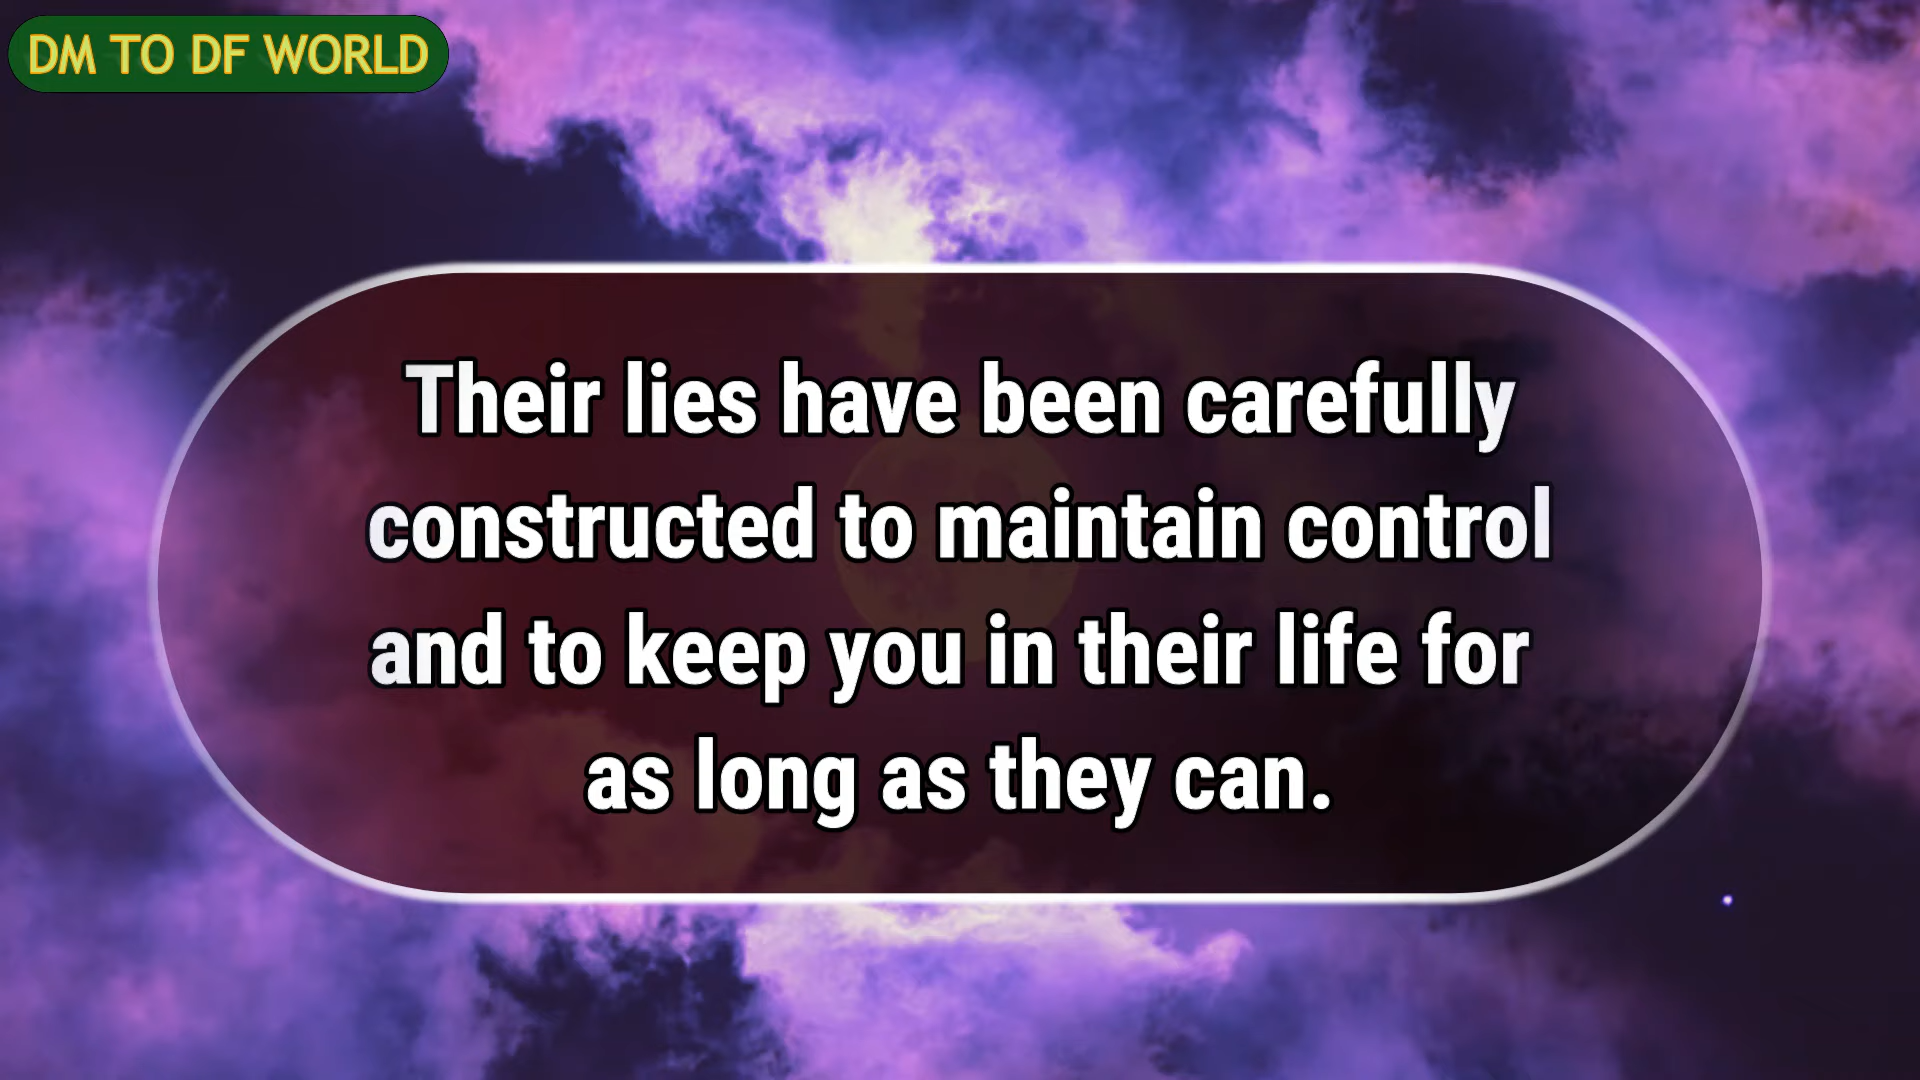 DM TO DF WORLD
Their lies have been carefully
constructed to maintain control
and to keep you in their life for
as long as they can.